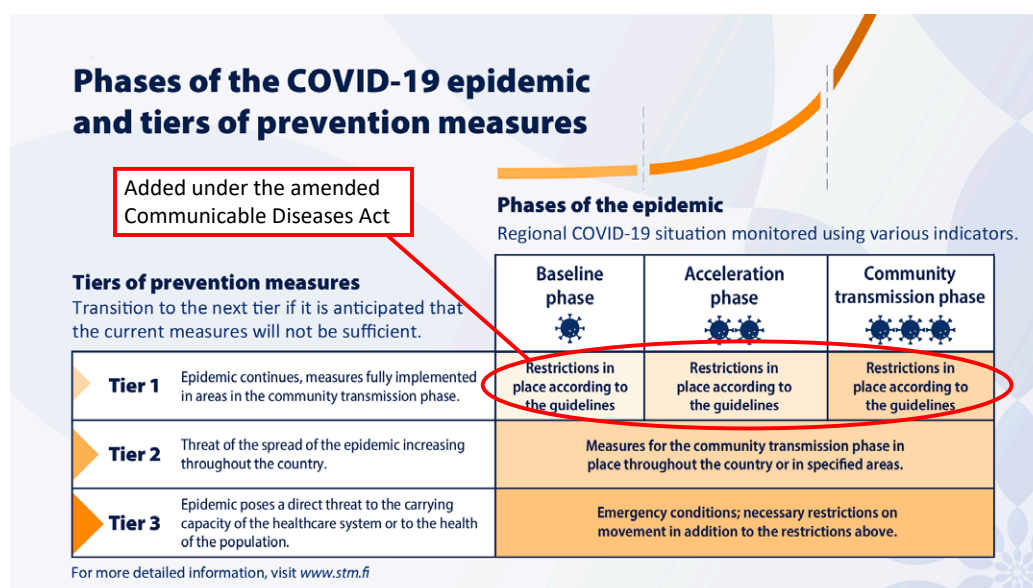 Phases of the COVID-19 epidemic
and tiers of prevention measures
Added under the amended
Communicable Diseases Act
Phases of the epidemic
Regional COVID-19 situation monitored using various indicators.
Tiers of prevention measures
Transition to the next tier if it is anticipated that
the current measures will not be sufficient.
Baseline
phase
Acceleration
phase
Community
transmission phase
Tier 1
Epidemic continues, measures fully implemented
in areas in the community transmission phase.
Restrictions in
place according to
the guidelines
Restrictions in
place according to
the guidelines
Restrictions in
place according to
the guidelines
Tier 2
Threat of the spread of the epidemic increasing
throughout the country.
Measures for the community transmission phase in
place throughout the country or in specified areas.
Tier 3
Epidemic poses a direct threat to the carrying
capacity of the healthcare system or to the health
of the population.
Emergency conditions; necessary restrictions on
movement in addition to the restrictions above.
For more detailed information, visit www.stm.fi